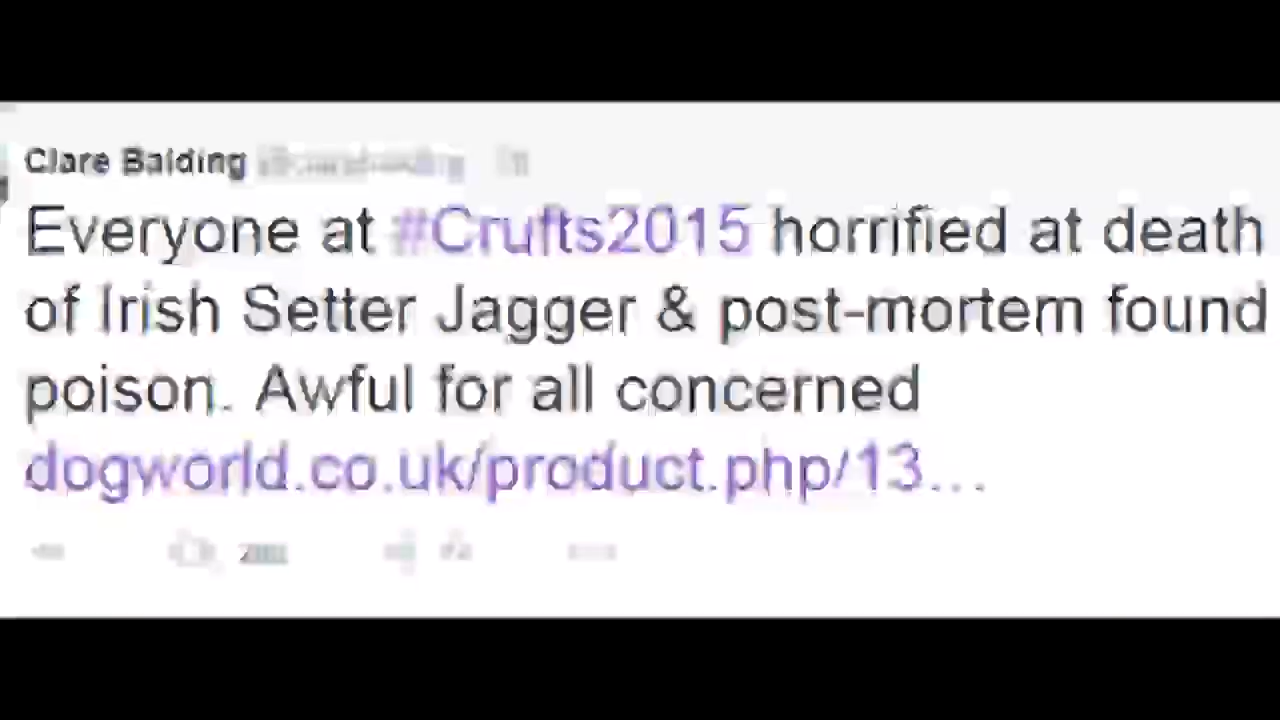 Clare Balding
Everyone at #Crufts2015 horrified at death
of Irish Setter Jagger & post-mortem found
poison. Awful for all concerned
dogworld.co.uk/product.php/13...